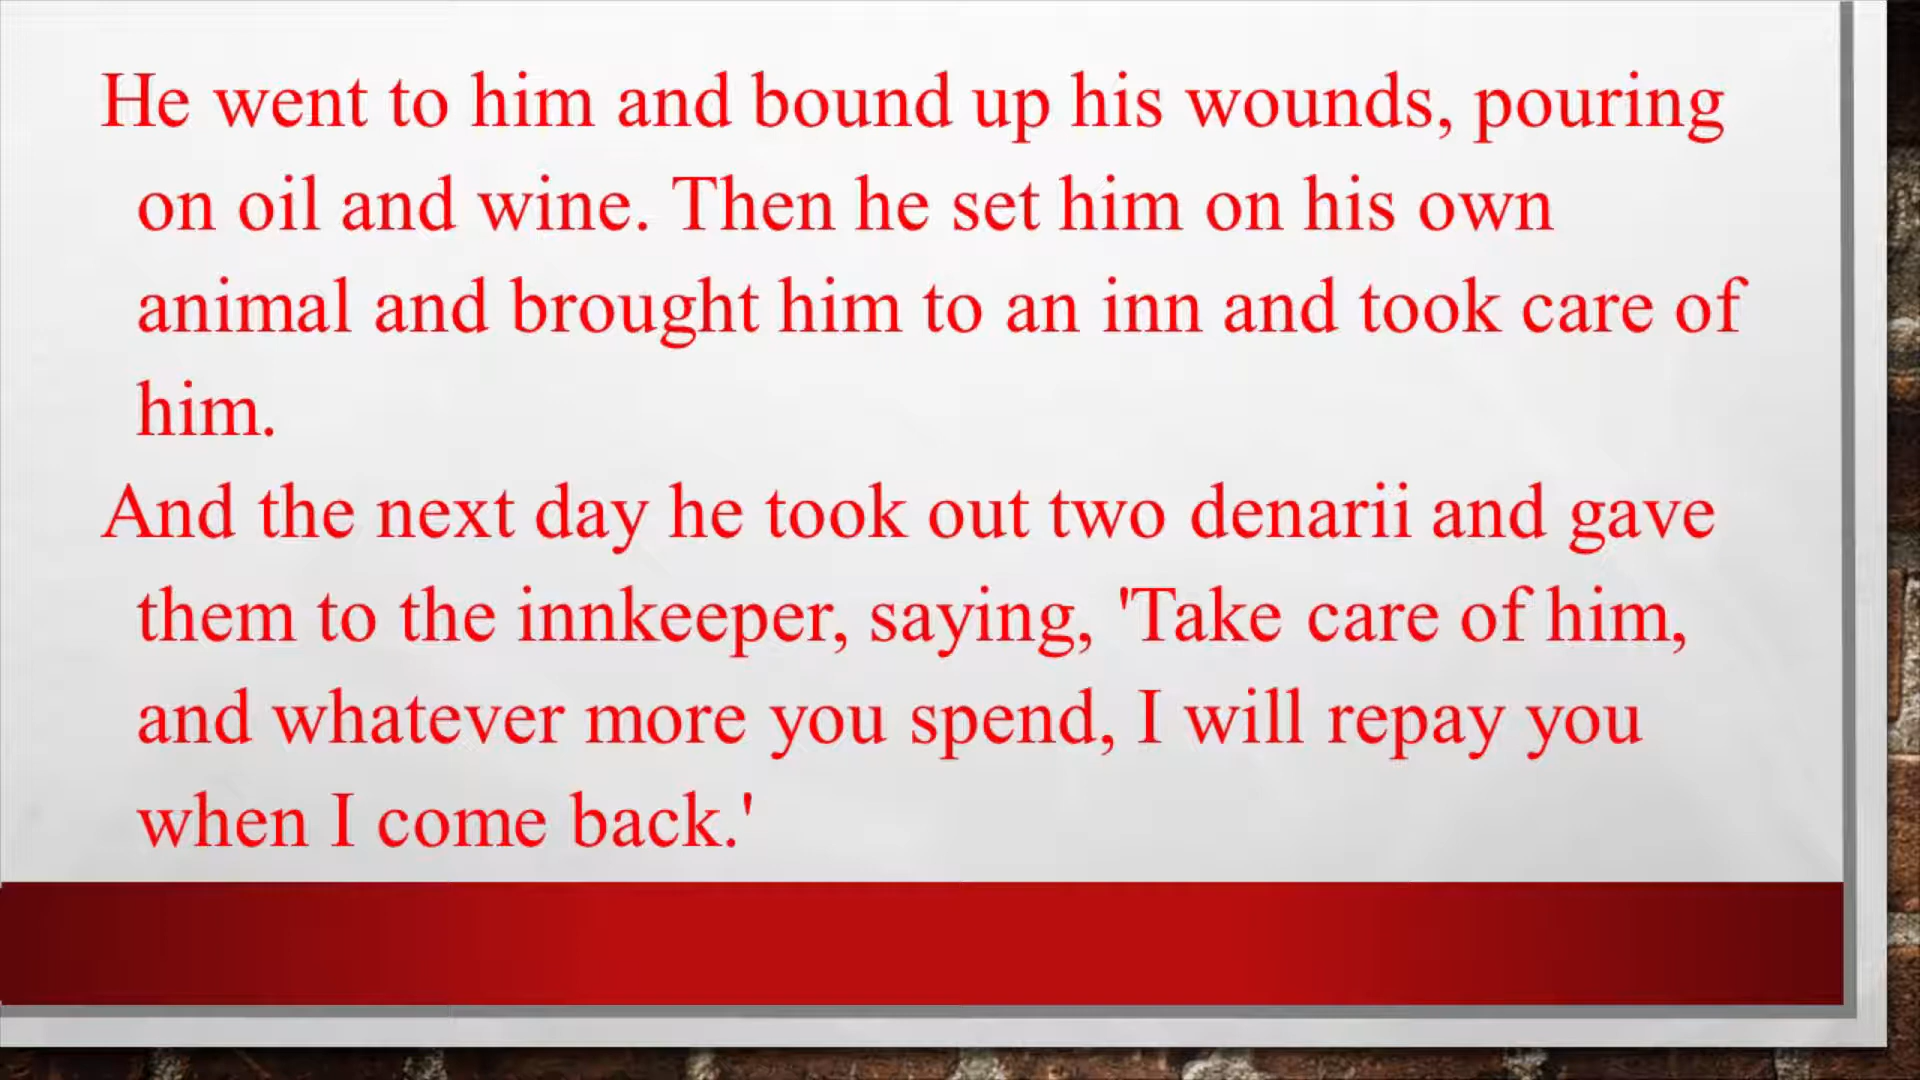 He went to him and bound up his wounds, pouring
on oil and wine. Then he set him on his own
animal and brought him to an inn and took care of
him.
And the next day he took out two denarii and gave
them to the innkeeper, saying, 'Take care of him,
and whatever more you spend, I will repay you
when I come back.'